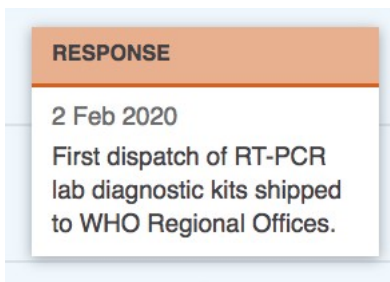 RESPONSE
2 Feb 2020
First dispatch of RT-PCR
lab diagnostic kits shipped
to WHO Regional Offices.